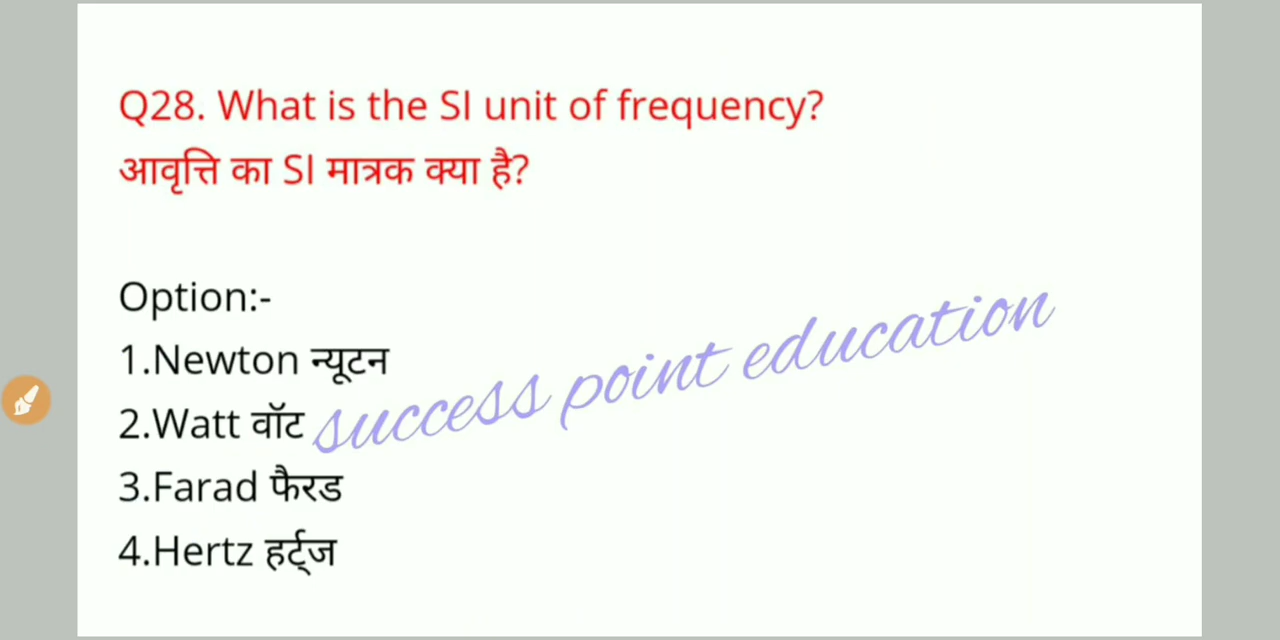 Q28. What is the SI unit of frequency?
आवृत्ति का SI मात्रक क्या है?
Option:-
1.Newton न्यूटन
2.Watt वॉट
success point education
3.Farad फैरड
4.Hertz हर्ट्ज